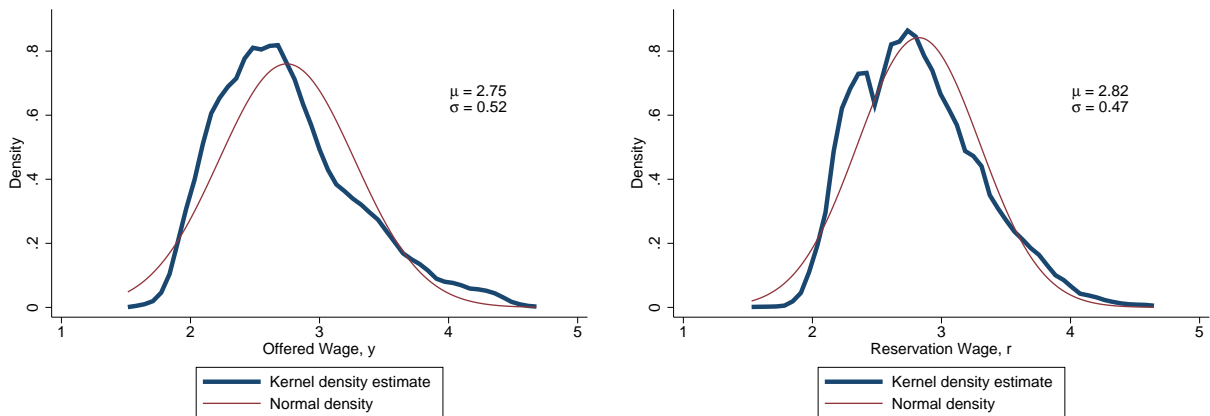 Density
0
.2
.4
.6
.8
1
2
3
4
5
μ = 2.75
σ = 0.52
Offered Wage, y
Kernel density estimate
Normal density
Density
0
.2
.4
.6
.8
1
2
3
4
5
μ = 2.82
σ = 0.47
Reservation Wage, r
Kernel density estimate
Normal density